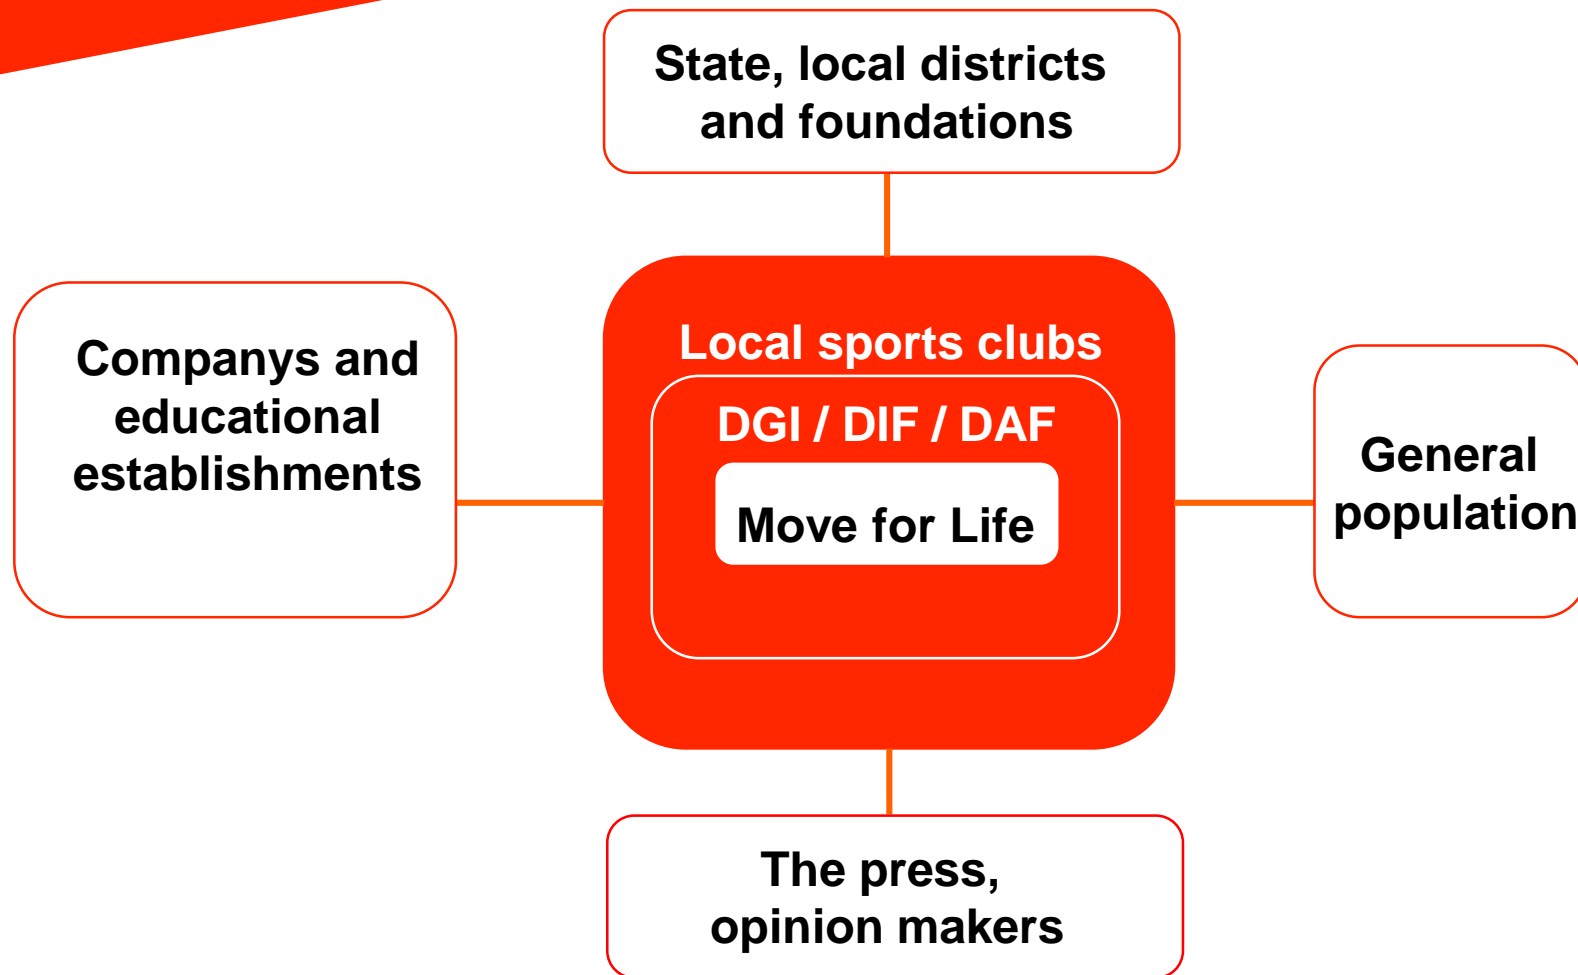 State, local districts
and foundations
Companys and
educational
establishments
Local sports clubs
DGI / DIF / DAF
Move for Life
General
population
The press,
opinion makers